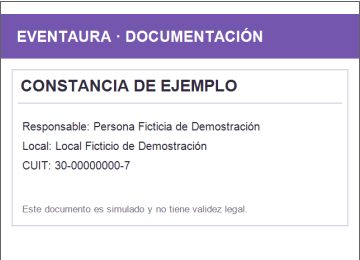 EVENTAURA · DOCUMENTACIÓN
CONSTANCIA DE EJEMPLO
Responsable: Persona Ficticia de Demostración
Local: Local Ficticio de Demostración
CUIT: 30-00000000-7
Este documento es simulado y no tiene validez legal.